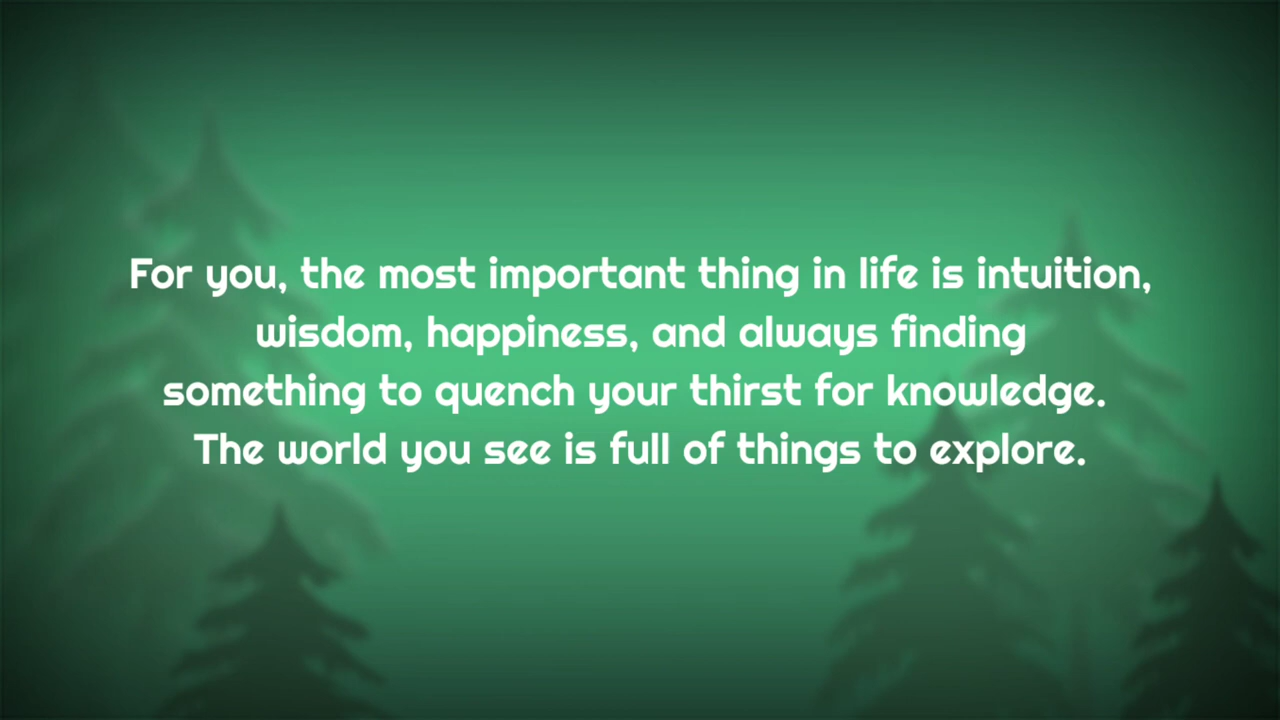 For you, the most important thing in life is intuition,
wisdom, happiness, and always finding
something to quench your thirst for knowledge.
The world you see is full of things to explore.